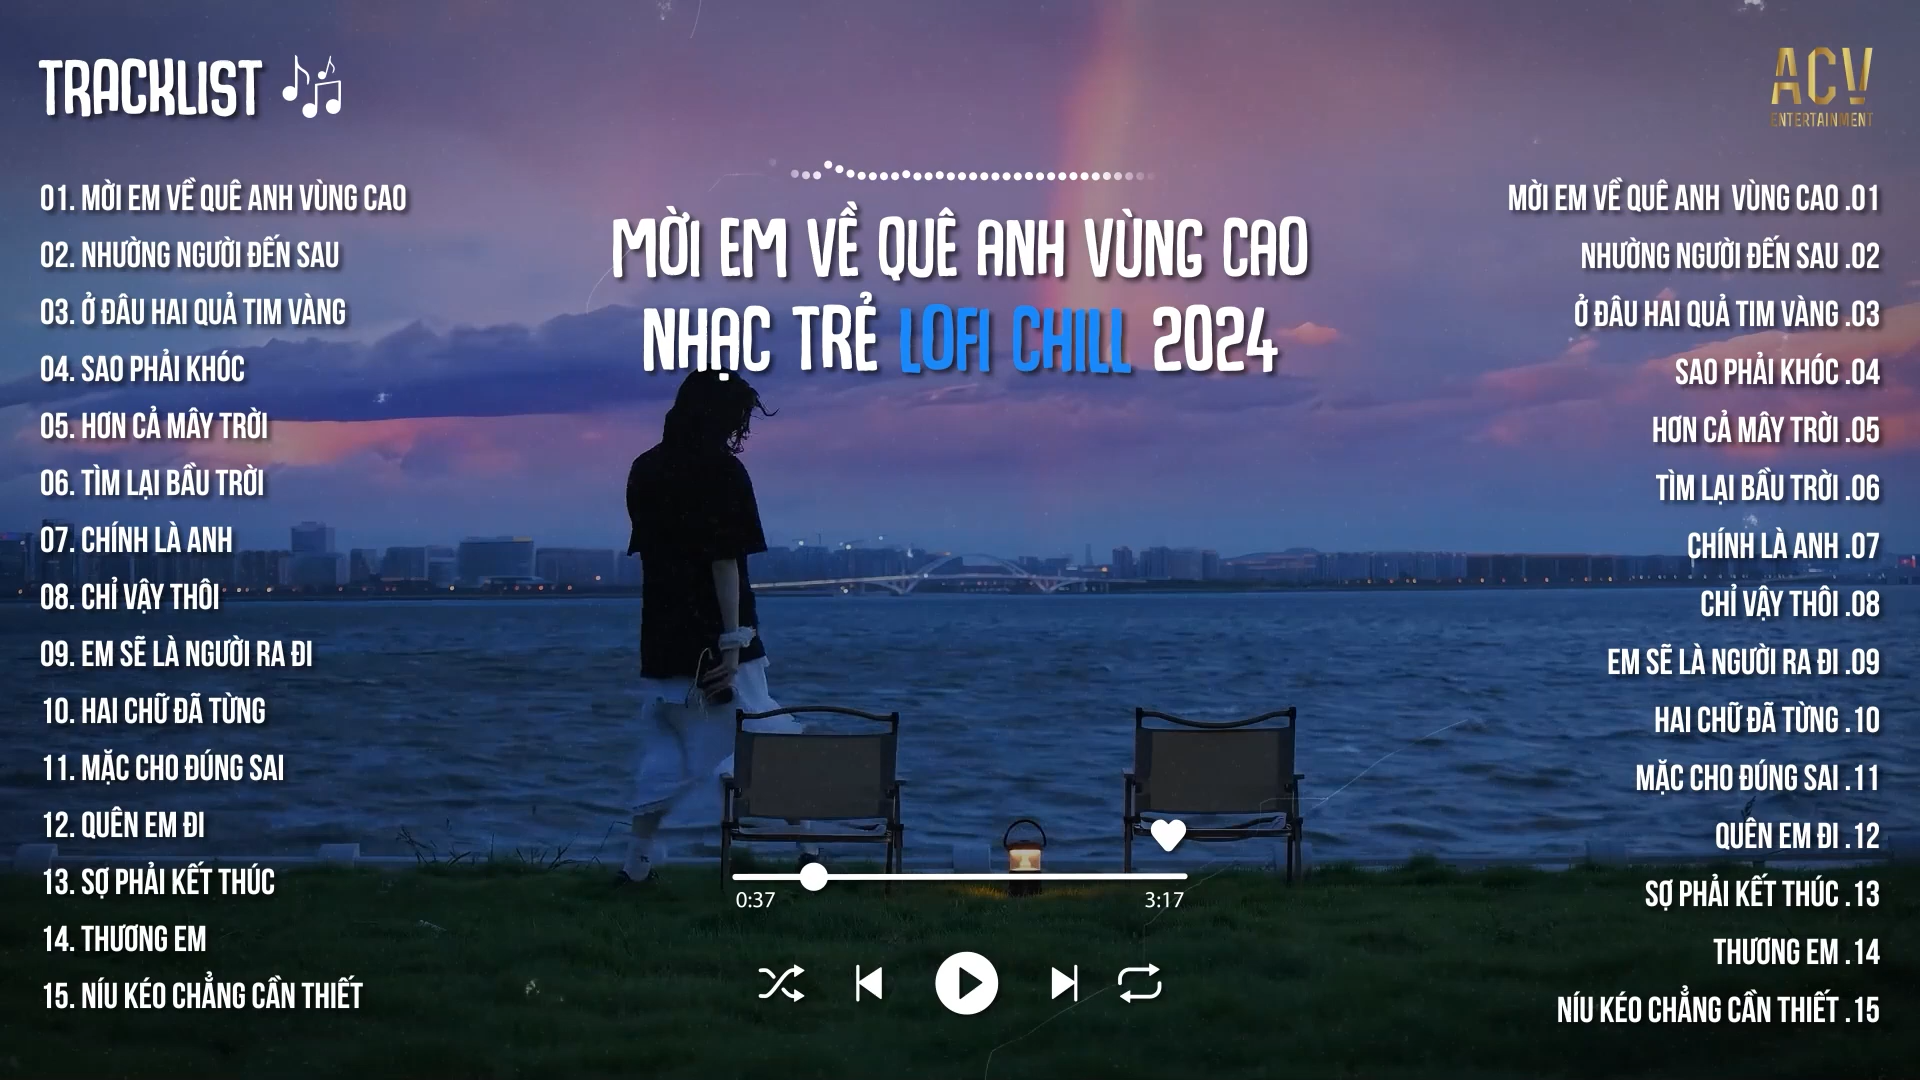 TRACKLIST
ACV
ENTERTAINMENT
01. MỜI EM VỀ QUÊ ANH VÙNG CAO
02. NHƯỜNG NGƯỜI ĐẾN SAU
03. Ở ĐÂU HAI QUẢ TIM VÀNG
04. SAO PHẢI KHÓC
05. HƠN CẢ MÂY TRỜI
06. TÌM LẠI BẦU TRỜI
07. CHÍNH LÀ ANH
08. CHỈ VẬY THÔI
09. EM SẼ LÀ NGƯỜI RA ĐI
10. HAI CHỮ ĐÃ TỪNG
11. MẶC CHO ĐÚNG SAI
12. QUÊN EM ĐI
13. SỢ PHẢI KẾT THÚC
14. THƯƠNG EM
15. NÍU KÉO CHẲNG CẦN THIẾT
MỜI EM VỀ QUÊ ANH VÙNG CAO
NHẠC TRẺ LOFI CHILL 2024
0:37
3:17
MỜI EM VỀ QUÊ ANH VÙNG CAO .01
NHƯỜNG NGƯỜI ĐẾN SAU .02
Ở ĐÂU HAI QUẢ TIM VÀNG .03
SAO PHẢI KHÓC .04
HƠN CẢ MÂY TRỜI .05
TÌM LẠI BẦU TRỜI .06
CHÍNH LÀ ANH .07
CHỈ VẬY THÔI .08
EM SẼ LÀ NGƯỜI RA ĐI .09
HAI CHỮ ĐÃ TỪNG .10
MẶC CHO ĐÚNG SAI .11
QUÊN EM ĐI .12
SỢ PHẢI KẾT THÚC .13
THƯƠNG EM .14
NÍU KÉO CHẲNG CẦN THIẾT .15